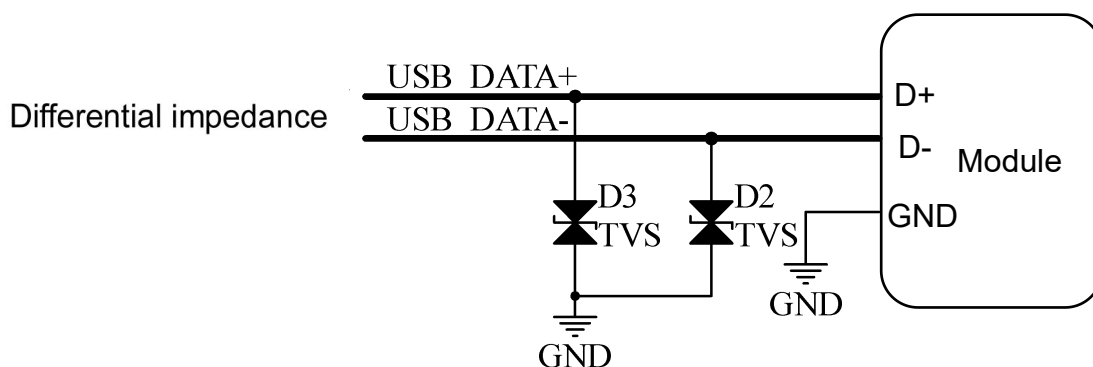 USB DATA+
D+
Differential impedance
USB DATA-
D-
Module
D3
TVS
D2
TVS
GND
GND
GND